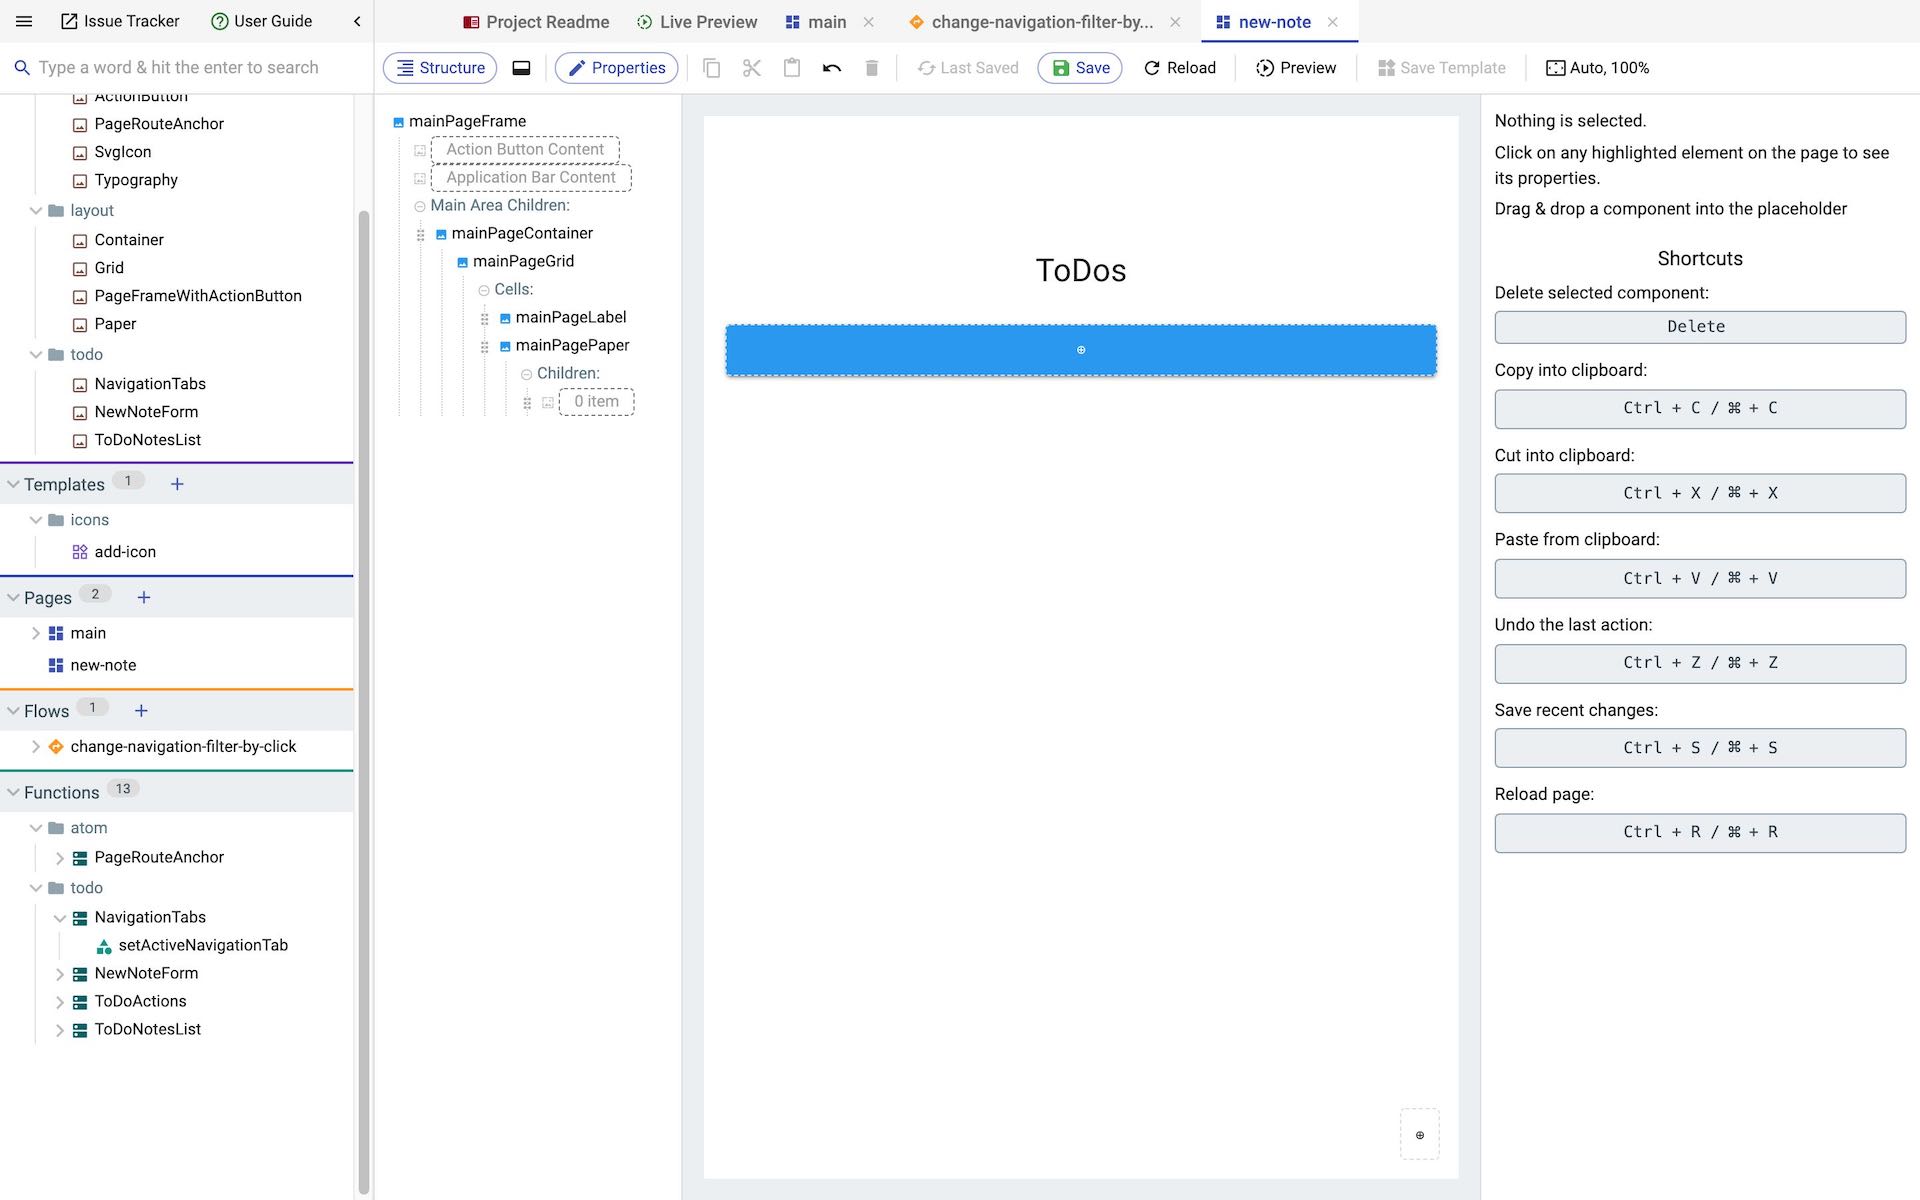 Issue Tracker
User Guide
Project Readme
Live Preview
main
change-navigation-filter-by...
new-note
Type a word & hit the enter to search
Structure
Properties
Last Saved
Save
Reload
Preview
Save Template
Auto, 100%
ActionButton
PageRouteAnchor
SvgIcon
Typography
layout
Container
Grid
PageFrameWithActionButton
Paper
todo
NavigationTabs
NewNoteForm
ToDoNotesList
Templates 1
icons
add-icon
Pages 2
main
new-note
Flows 1
change-navigation-filter-by-click
Functions 13
atom
PageRouteAnchor
todo
NavigationTabs
setActiveNavigationTab
NewNoteForm
ToDoActions
ToDoNotesList
mainPageFrame
Action Button Content
Application Bar Content
Main Area Children:
mainPageContainer
mainPageGrid
Cells:
mainPageLabel
mainPagePaper
Children:
0 item
ToDos
Nothing is selected.
Click on any highlighted element on the page to see
its properties.
Drag & drop a component into the placeholder
Shortcuts
Delete selected component:
Delete
Copy into clipboard:
Ctrl + C / ⌘ + C
Cut into clipboard:
Ctrl + X / ⌘ + X
Paste from clipboard:
Ctrl + V / ⌘ + V
Undo the last action:
Ctrl + Z / ⌘ + Z
Save recent changes:
Ctrl + S / ⌘ + S
Reload page:
Ctrl + R / ⌘ + R